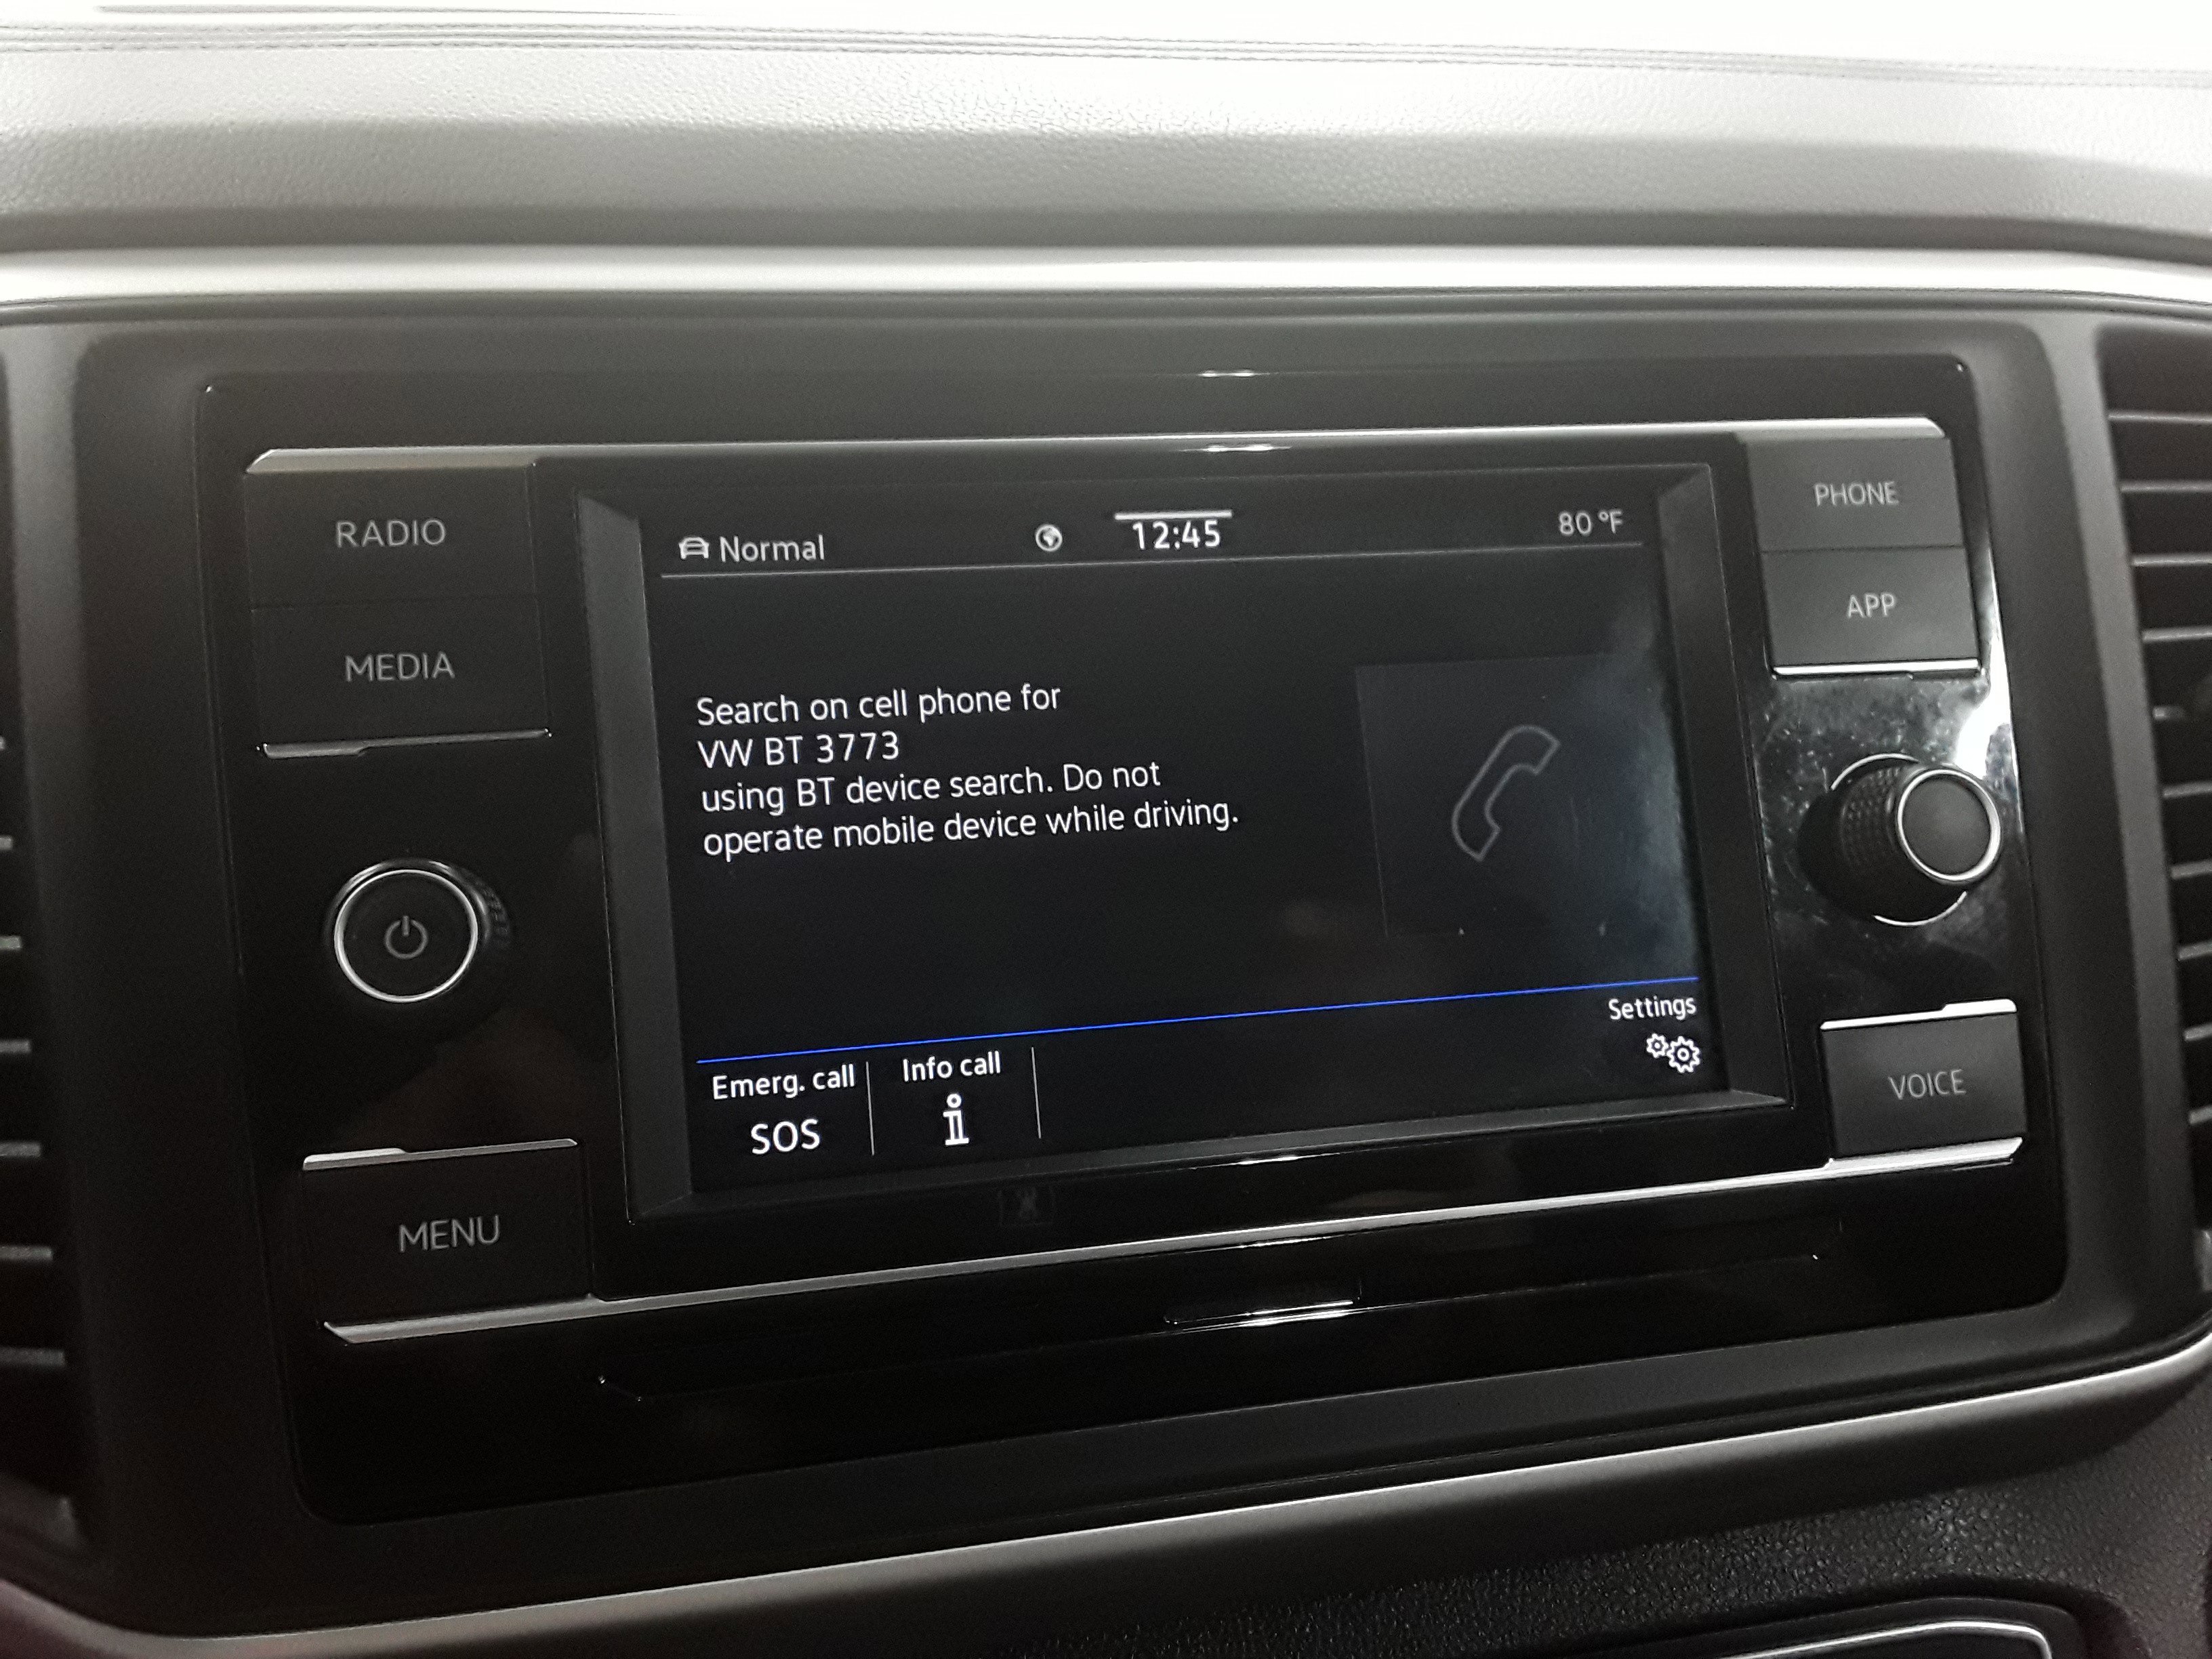 RADIO
MEDIA
MENU
Normal
12:45
80 °F
Search on cell phone for
VW BT 3773
using BT device search. Do not
operate mobile device while driving.
Settings
Emerg. call
SOS
Info call
i
PHONE
APP
VOICE